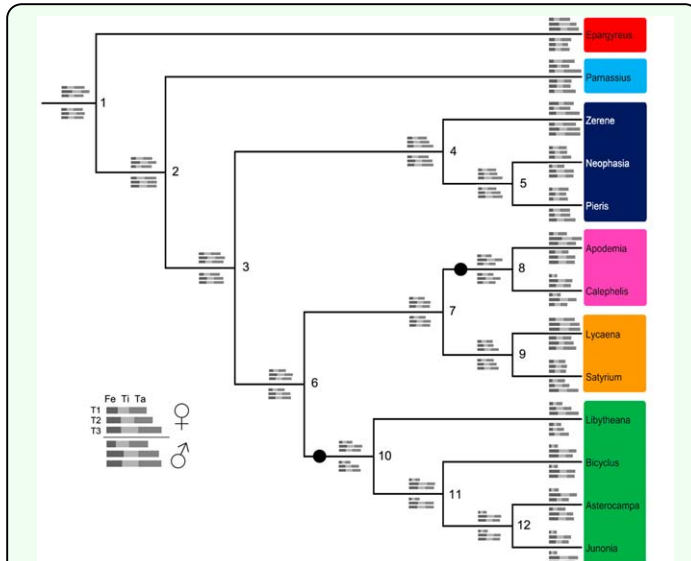 Epargyreus
1
Parnassius
2
Zerene
4
Neophasia
5
Pieris
3
Apodemia
8
Calephelis
7
Lycaena
9
Satyrium
6
Fe Ti Ta
T1
T2
T3
♀
♂
Libytheana
10
Bicyclus
11
Asterocampa
12
Junonia